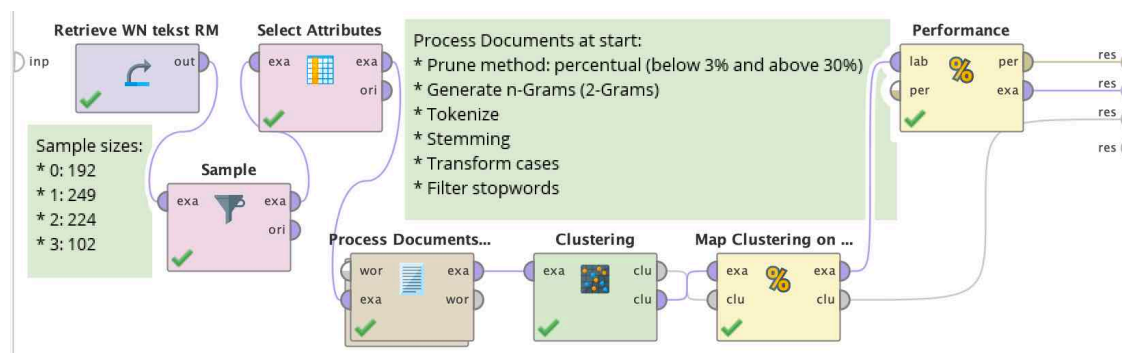 Retrieve WN tekst RM
inp
out
Select Attributes
exa
exa
ori
Process Documents at start:
* Prune method: percentual (below 3% and above 30%)
* Generate n-Grams (2-Grams)
* Tokenize
* Stemming
* Transform cases
* Filter stopwords
Performance
%
lab
per
per
exa
res
res
res
res
Sample sizes:
* 0: 192
* 1: 249
* 2: 224
* 3: 102
Sample
exa
exa
ori
Process Documents...
wor
exa
exa
wor
Clustering
exa
clu
clu
Map Clustering on ...
%
exa
exa
clu
clu